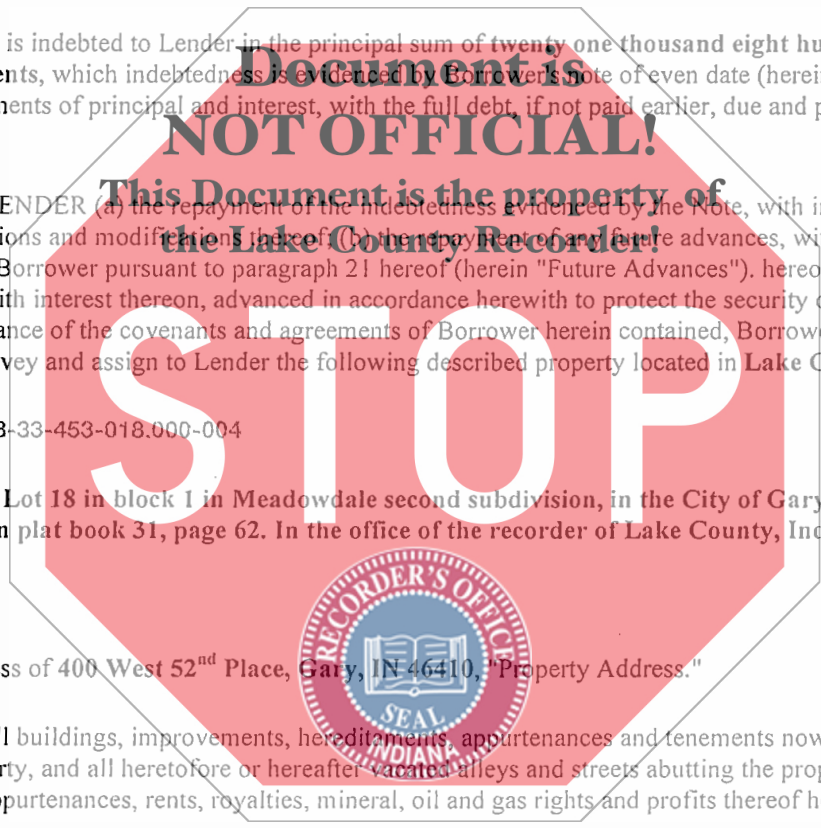 is indebted to Lender in the principal sum of twenty one thousand eight hu
Document is
ents, which indebtedness is evidenced by Borrower's note of even date (herei
ments of principal and interest, with the full debt, if not paid earlier, due and p
NOT OFFICIAL!
This Document is the property of
ENDER (a) the repayment of the indebtedness evidenced by the Note, with i
the Lake County Recorder!
ions and modifications thereof; (b) the repayment of any future advances, wi
Borrower pursuant to paragraph 21 hereof (herein "Future Advances"). hereo
ith interest thereon, advanced in accordance herewith to protect the security o
ance of the covenants and agreements of Borrower herein contained, Borrowe
vey and assign to Lender the following described property located in Lake C
STOP
3-33-453-018.000-004
Lot 18 in block 1 in Meadowdale second subdivision, in the City of Gary
n plat book 31, page 62. In the office of the recorder of Lake County, Ind
RECORDER'S OFFICE
ss of 400 West 52nd Place, Gary, IN 46410, "Property Address."
SEAL
INDIANA
l buildings, improvements, hereditaments, appurtenances and tenements now
rty, and all heretofore or hereafter vacated alleys and streets abutting the prop
ppurtenances, rents, royalties, mineral, oil and gas rights and profits thereof h